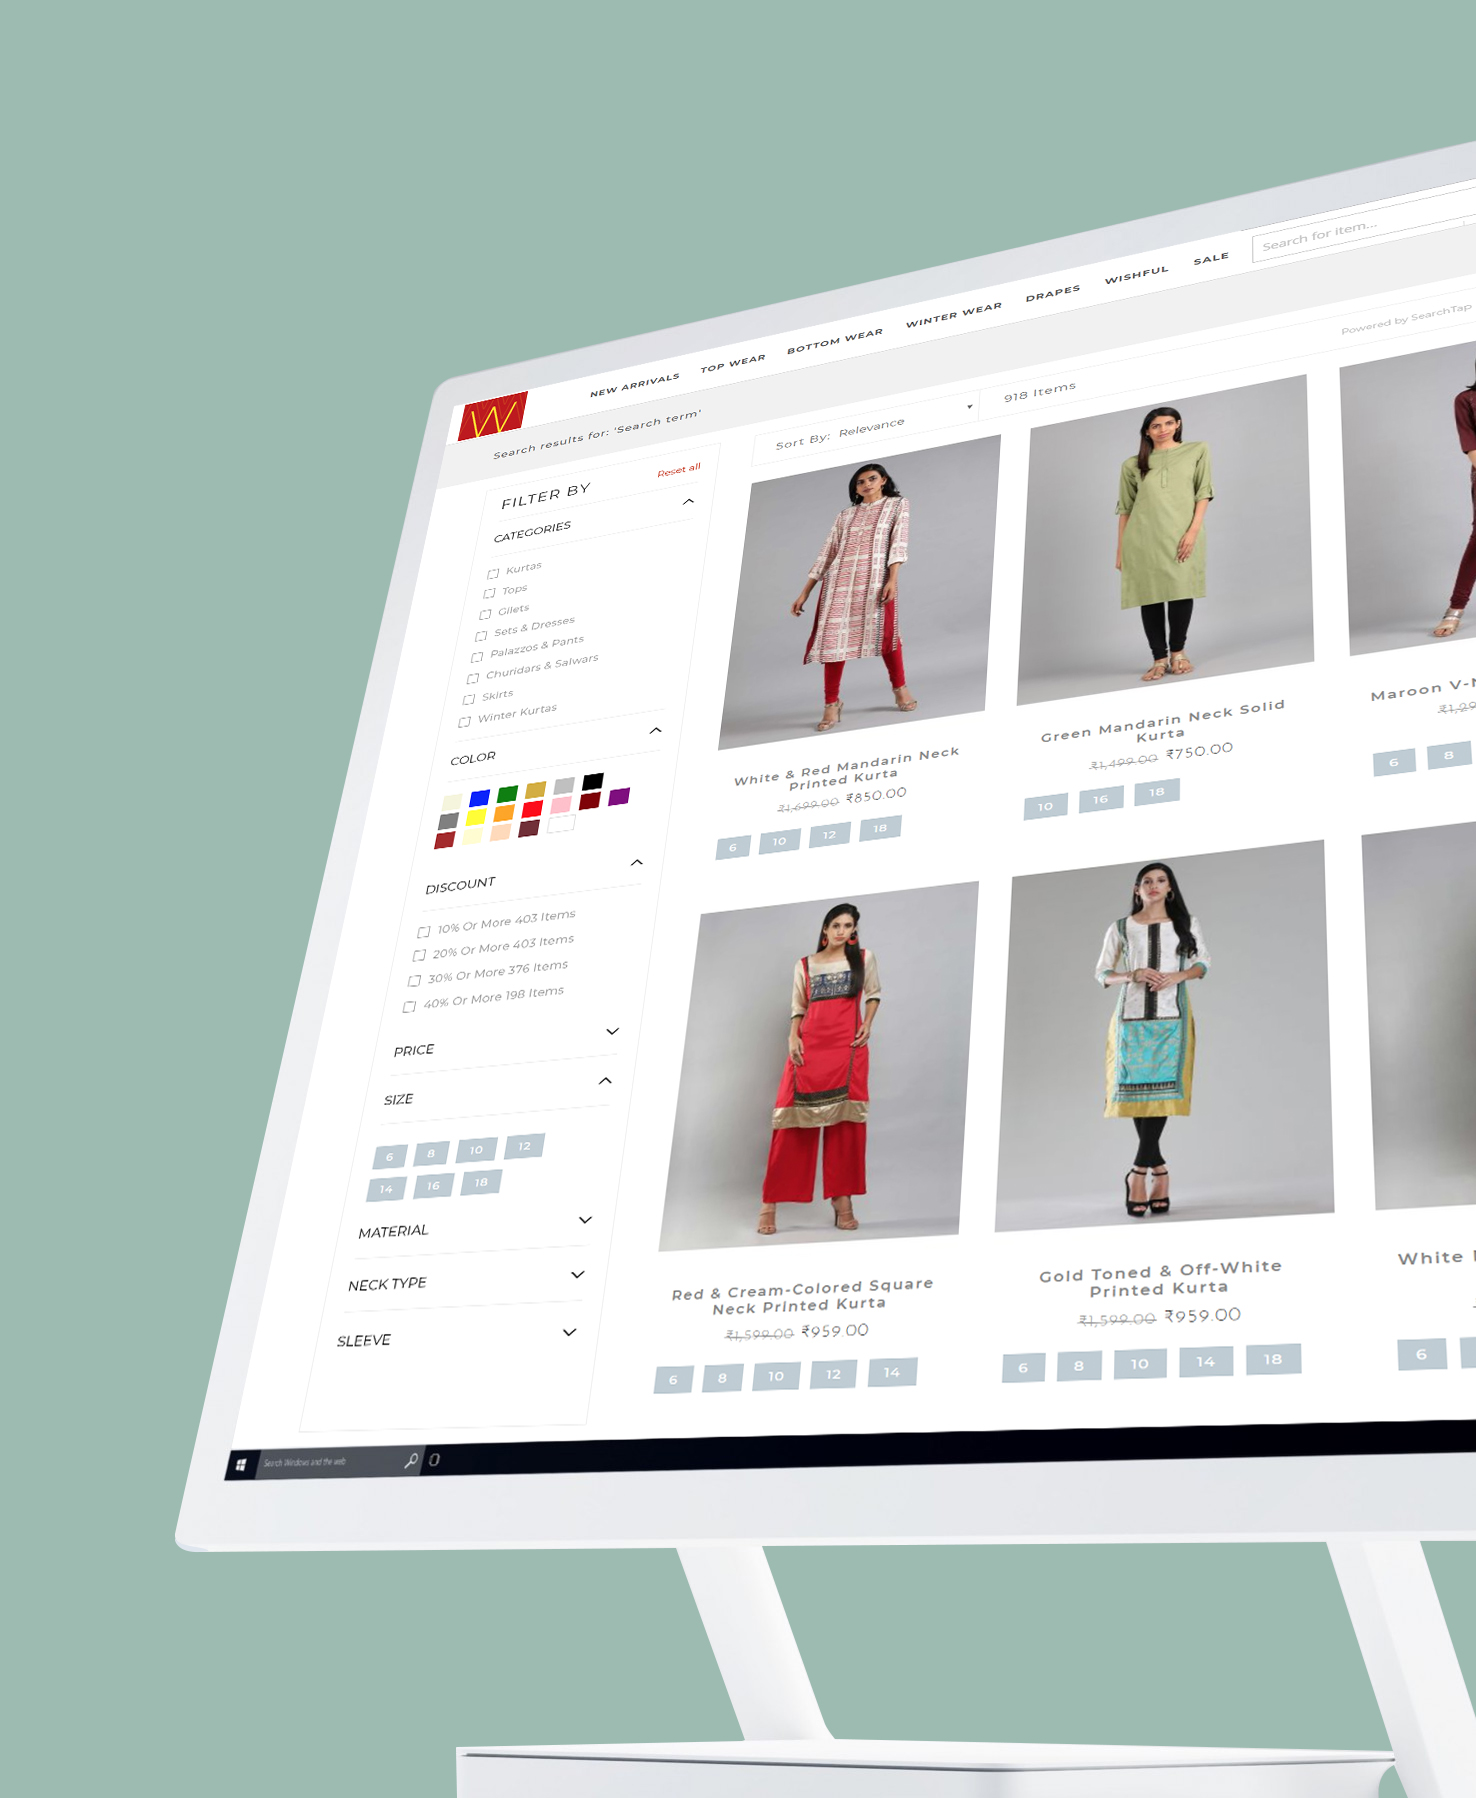 W
NEW ARRIVALS
TOP WEAR
BOTTOM WEAR
WINTER WEAR
DRAPES
WISHFUL
SALE
Search for item...
Search results for: 'Search term'
Powered by SearchTap
FILTER BY
Reset all
CATEGORIES
Kurtas
Tops
Gilets
Sets & Dresses
Palazzos & Pants
Churidars & Salwars
Skirts
Winter Kurtas
COLOR
DISCOUNT
10% Or More 403 Items
20% Or More 403 Items
30% Or More 376 Items
40% Or More 198 Items
PRICE
SIZE
6 8 10 12
14 16 18
MATERIAL
NECK TYPE
SLEEVE
Sort By: Relevance
918 Items
White & Red Mandarin Neck
Printed Kurta
₹1,699.00 ₹850.00
6 10 12 18
Green Mandarin Neck Solid
Kurta
₹1,499.00 ₹750.00
10 16 18
Maroon
6 8
Red & Cream-Colored Square
Neck Printed Kurta
₹1,599.00 ₹959.00
6 8 10 12 14
Gold Toned & Off-White
Printed Kurta
₹1,599.00 ₹959.00
6 8 10 14 18
White
6
Search Windows and the web